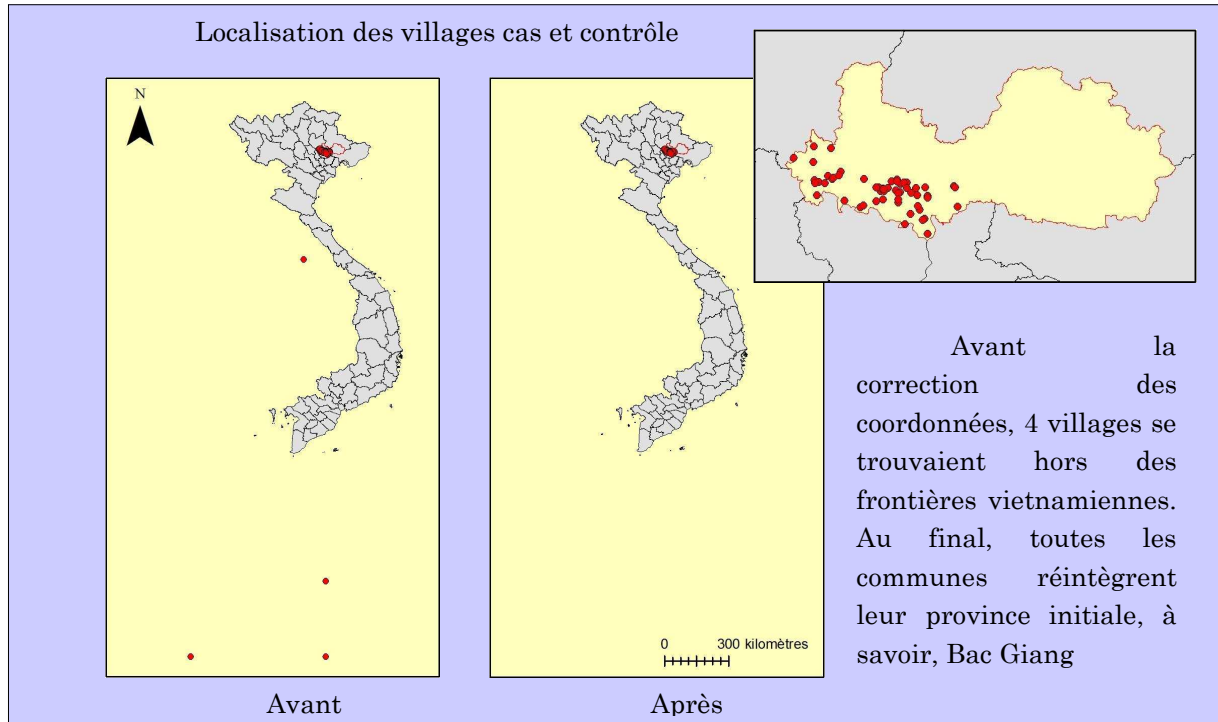 Localisation des villages cas et contrôle
N
0 300 kilomètres
Avant
Après
Avant la
correction des
coordonnées, 4 villages se
trouvaient hors des
frontières vietnamiennes.
Au final, toutes les
communes réintègrent
leur province initiale, à
savoir, Bac Giang